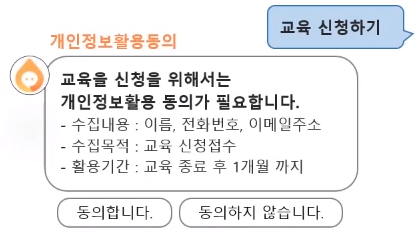 교육 신청하기
개인정보활용동의
교육을 신청을 위해서는
개인정보활용 동의가 필요합니다.
- 수집내용 : 이름, 전화번호, 이메일주소
- 수집목적 : 교육 신청접수
- 활용기간 : 교육 종료 후 1개월 까지
동의합니다.
동의하지 않습니다.